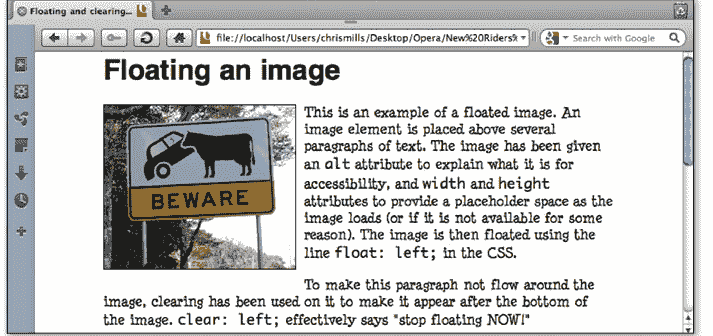 Floating and clearing...
file://localhost/Users/chrismills/Desktop/Opera/New%20Riders%
Search with Google
Floating an image
This is an example of a floated image. An
image element is placed above several
paragraphs of text. The image has been given
an alt attribute to explain what it is for
accessibility, and width and height
attributes to provide a placeholder space as the
image loads (or if it is not available for some
reason). The image is then floated using the
line float: left; in the CSS.
BEWARE
To make this paragraph not flow around the
image, clearing has been used on it to make it appear after the bottom of
the image. clear: left; effectively says "stop floating NOW!"